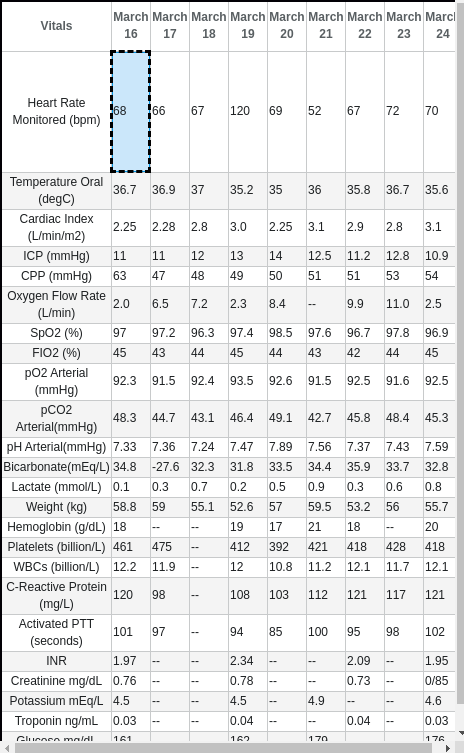 Vitals March 16 March 17 March 18 March 19 March 20 March 21 March 22 March 23 March 24
Heart Rate Monitored (bpm) 68 66 67 120 69 52 67 72 70
Temperature Oral (degC) 36.7 36.9 37 35.2 35 36 35.8 36.7 35.6
Cardiac Index (L/min/m2) 2.25 2.28 2.8 3.0 2.25 3.1 2.9 2.8 3.1
ICP (mmHg) 11 11 12 13 14 12.5 11.2 12.8 10.9
CPP (mmHg) 63 47 48 49 50 51 51 53 54
Oxygen Flow Rate (L/min) 2.0 6.5 7.2 2.3 8.4 -- 9.9 11.0 2.5
SpO2 (%) 97 97.2 96.3 97.4 98.5 97.6 96.7 97.8 96.9
FIO2 (%) 45 43 44 45 44 43 42 44 45
pO2 Arterial (mmHg) 92.3 91.5 92.4 93.5 92.6 91.5 92.5 91.6 92.5
pCO2 Arterial(mmHg) 48.3 44.7 43.1 46.4 49.1 42.7 45.8 48.4 45.3
pH Arterial(mmHg) 7.33 7.36 7.24 7.47 7.89 7.56 7.37 7.43 7.59
Bicarbonate(mEq/L) 34.8 -27.6 32.3 31.8 33.5 34.4 35.9 33.7 32.8
Lactate (mmol/L) 0.1 0.3 0.7 0.2 0.5 0.9 0.3 0.6 0.8
Weight (kg) 58.8 59 55.1 52.6 57 59.5 53.2 56 55.7
Hemoglobin (g/dL) 18 -- -- 19 17 21 18 -- 20
Platelets (billion/L) 461 475 -- 412 392 421 418 428 418
WBCs (billion/L) 12.2 11.9 -- 12 10.8 11.2 12.1 11.7 12.1
C-Reactive Protein (mg/L) 120 98 -- 108 103 112 121 117 121
Activated PTT (seconds) 101 97 -- 94 85 100 95 98 102
INR 1.97 -- -- 2.34 -- -- 2.09 -- 1.95
Creatinine mg/dL 0.76 -- -- 0.78 -- -- 0.73 -- 0/85
Potassium mEq/L 4.5 -- -- 4.5 -- 4.9 -- -- 4.6
Troponin ng/mL 0.03 -- -- 0.04 -- -- 0.04 -- 0.03
Glucose mg/dL 161 -- -- 162 -- 179 -- -- 176